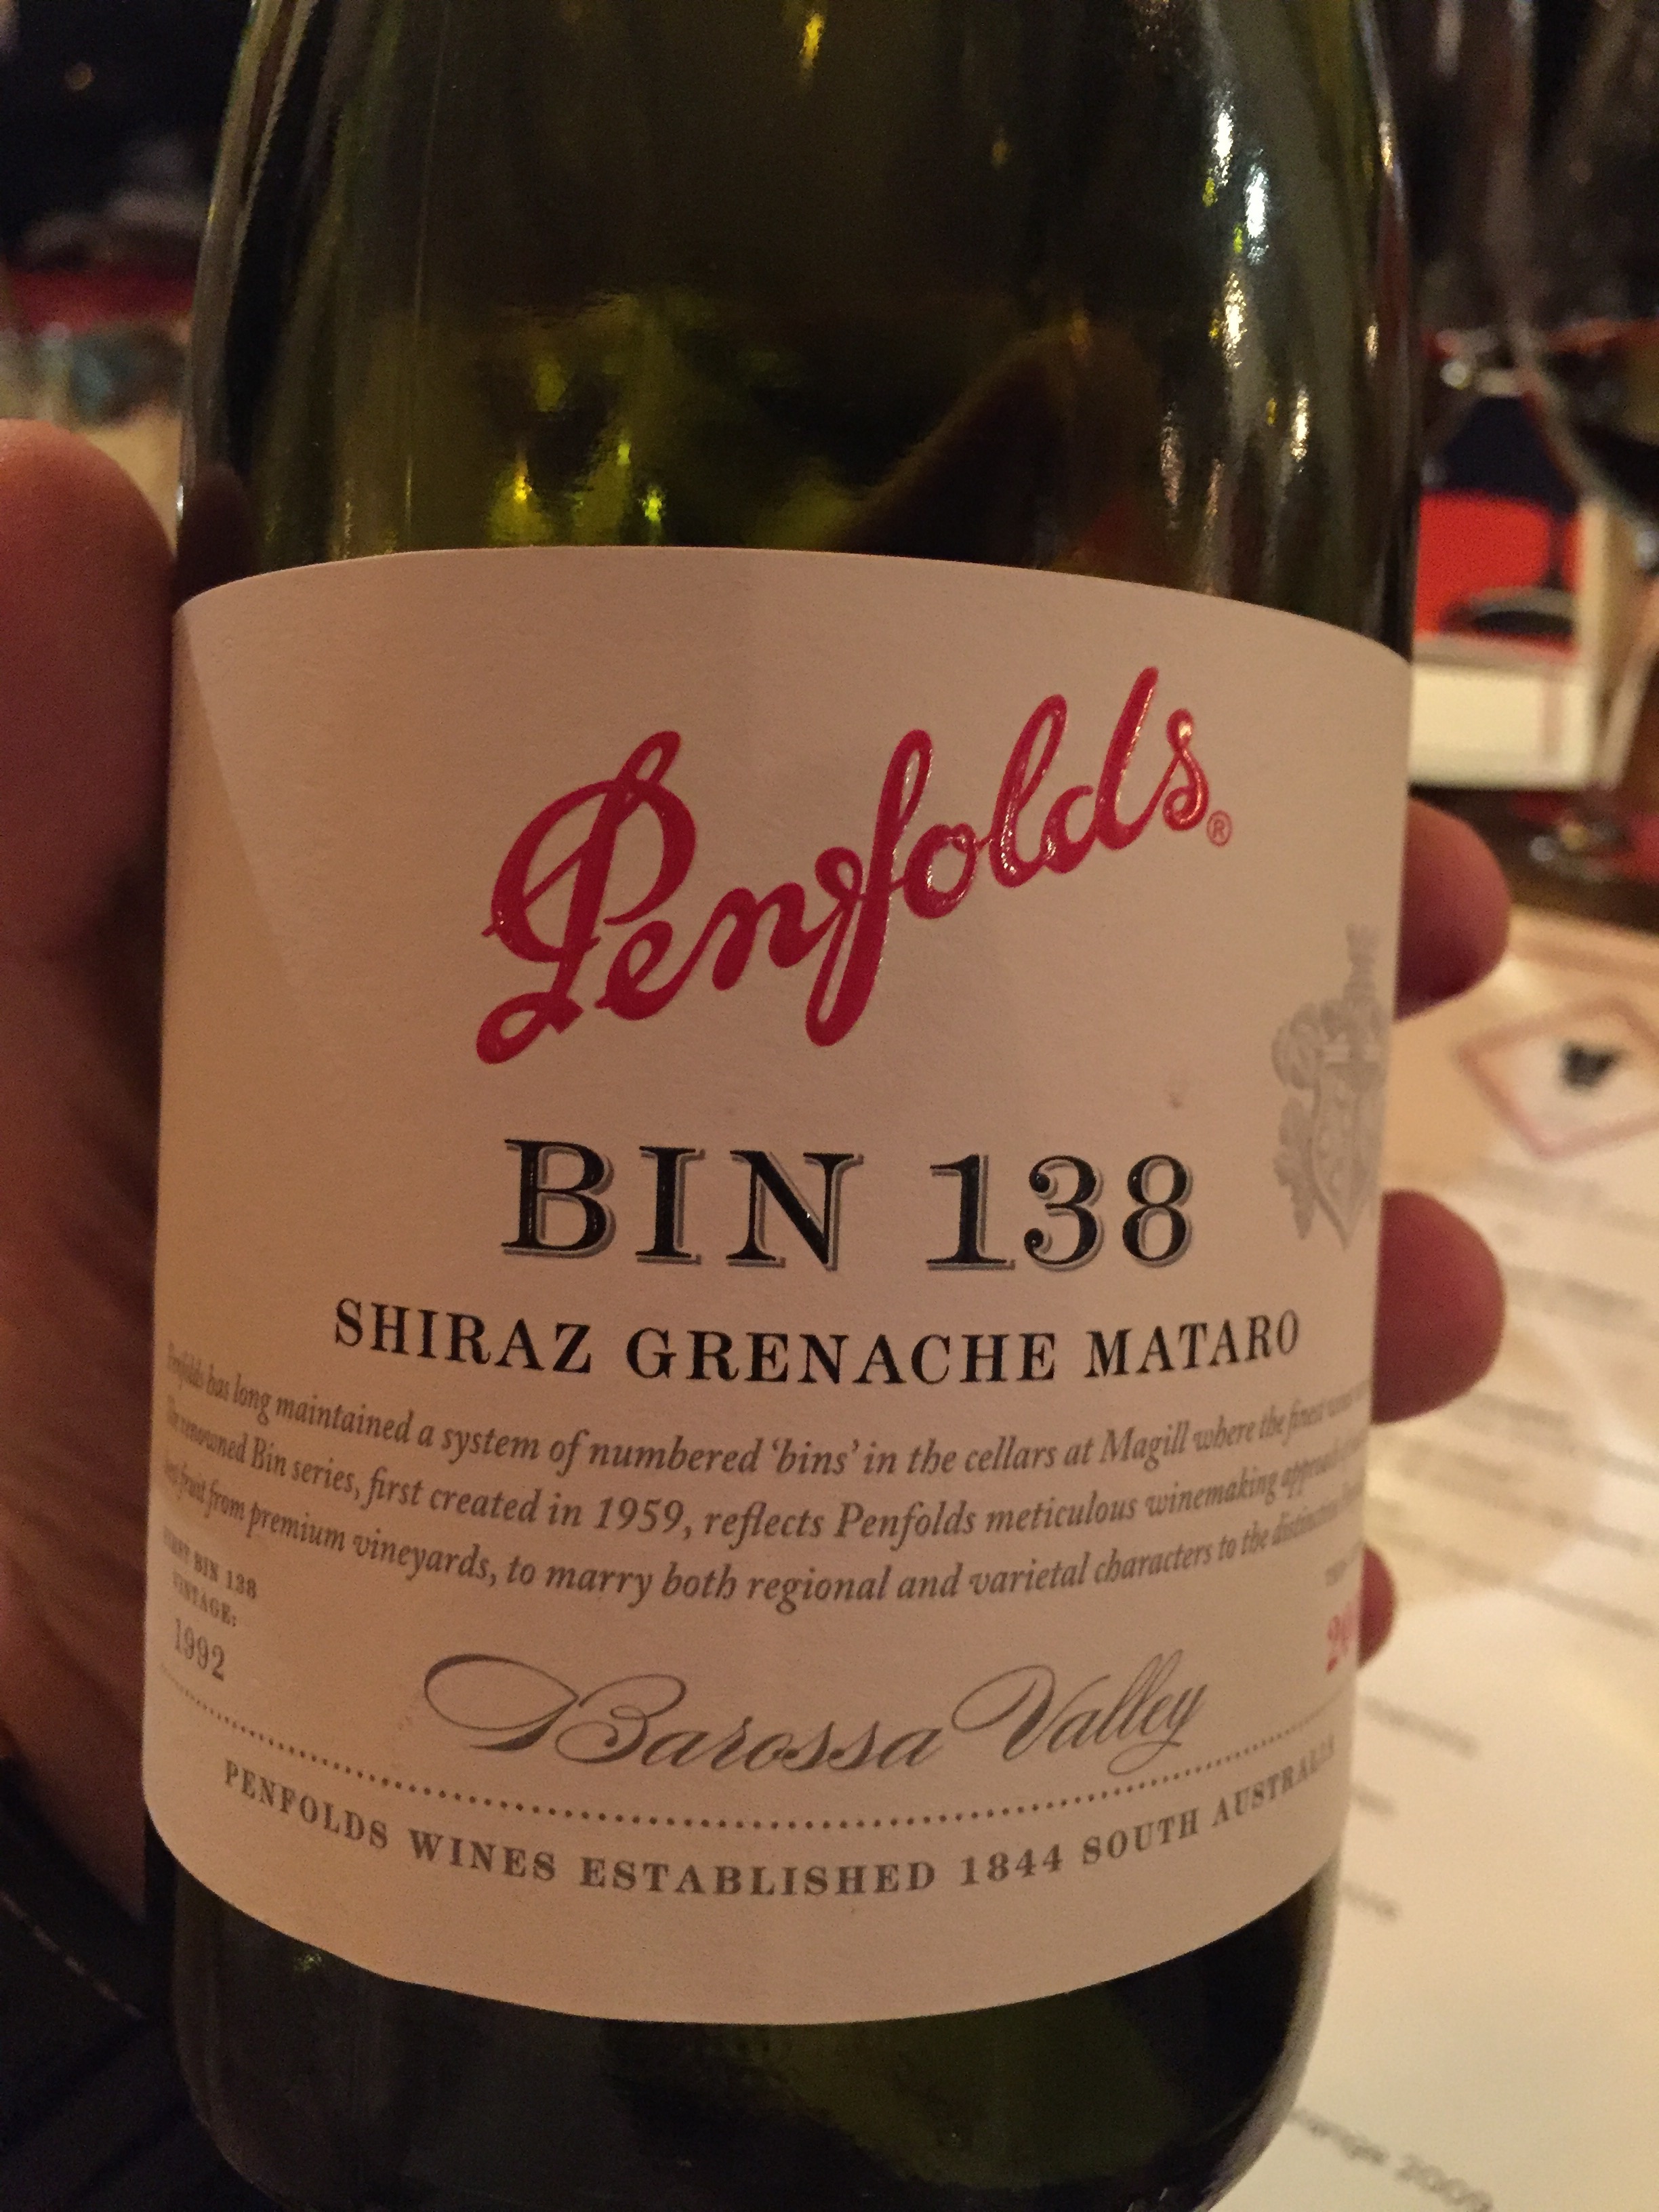 Penfolds®
BIN 138
SHIRAZ GRENACHE MATARO
Penfolds has long maintained a system of numbered 'bins' in the cellars at Magill where the finest
The renowned Bin series, first created in 1959, reflects Penfolds meticulous winemaking approach
fruit from premium vineyards, to marry both regional and varietal characters to the
BIN 138
VINTAGE:
1992
Barossa Valley
PENFOLDS WINES ESTABLISHED 1844 SOUTH AUSTRALIA